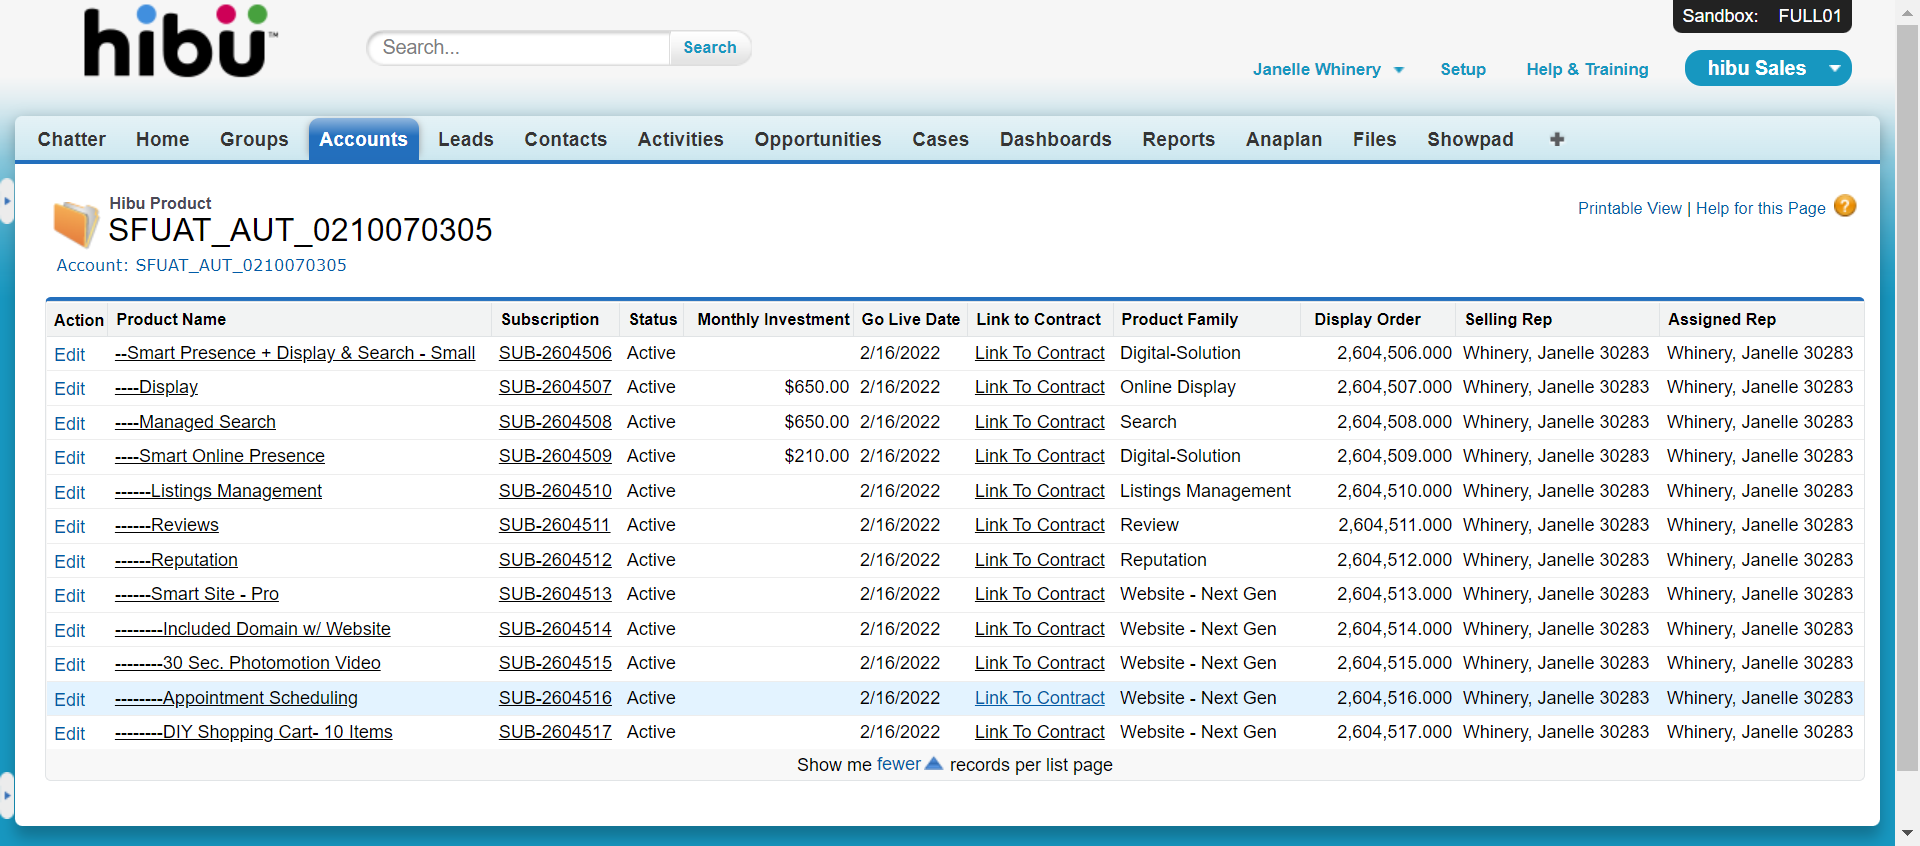 hibü™
Search...
Search
Sandbox: FULL01
Janelle Whinery
Setup
Help & Training
hibu Sales
Chatter Home Groups Accounts Leads Contacts Activities Opportunities Cases Dashboards Reports Anaplan Files Showpad +
Hibu Product
SFUAT_AUT_0210070305
Printable View | Help for this Page ?
Account: SFUAT_AUT_0210070305
Action Product Name Subscription Status Monthly Investment Go Live Date Link to Contract Product Family Display Order Selling Rep Assigned Rep
Edit --Smart Presence + Display & Search - Small SUB-2604506 Active 2/16/2022 Link To Contract Digital-Solution 2,604,506.000 Whinery, Janelle 30283 Whinery, Janelle 30283
Edit ----Display SUB-2604507 Active $650.00 2/16/2022 Link To Contract Online Display 2,604,507.000 Whinery, Janelle 30283 Whinery, Janelle 30283
Edit ----Managed Search SUB-2604508 Active $650.00 2/16/2022 Link To Contract Search 2,604,508.000 Whinery, Janelle 30283 Whinery, Janelle 30283
Edit ----Smart Online Presence SUB-2604509 Active $210.00 2/16/2022 Link To Contract Digital-Solution 2,604,509.000 Whinery, Janelle 30283 Whinery, Janelle 30283
Edit ------Listings Management SUB-2604510 Active 2/16/2022 Link To Contract Listings Management 2,604,510.000 Whinery, Janelle 30283 Whinery, Janelle 30283
Edit ------Reviews SUB-2604511 Active 2/16/2022 Link To Contract Review 2,604,511.000 Whinery, Janelle 30283 Whinery, Janelle 30283
Edit ------Reputation SUB-2604512 Active 2/16/2022 Link To Contract Reputation 2,604,512.000 Whinery, Janelle 30283 Whinery, Janelle 30283
Edit ------Smart Site - Pro SUB-2604513 Active 2/16/2022 Link To Contract Website - Next Gen 2,604,513.000 Whinery, Janelle 30283 Whinery, Janelle 30283
Edit --------Included Domain w/ Website SUB-2604514 Active 2/16/2022 Link To Contract Website - Next Gen 2,604,514.000 Whinery, Janelle 30283 Whinery, Janelle 30283
Edit --------30 Sec. Photomotion Video SUB-2604515 Active 2/16/2022 Link To Contract Website - Next Gen 2,604,515.000 Whinery, Janelle 30283 Whinery, Janelle 30283
Edit --------Appointment Scheduling SUB-2604516 Active 2/16/2022 Link To Contract Website - Next Gen 2,604,516.000 Whinery, Janelle 30283 Whinery, Janelle 30283
Edit --------DIY Shopping Cart- 10 Items SUB-2604517 Active 2/16/2022 Link To Contract Website - Next Gen 2,604,517.000 Whinery, Janelle 30283 Whinery, Janelle 30283
Show me fewer records per list page